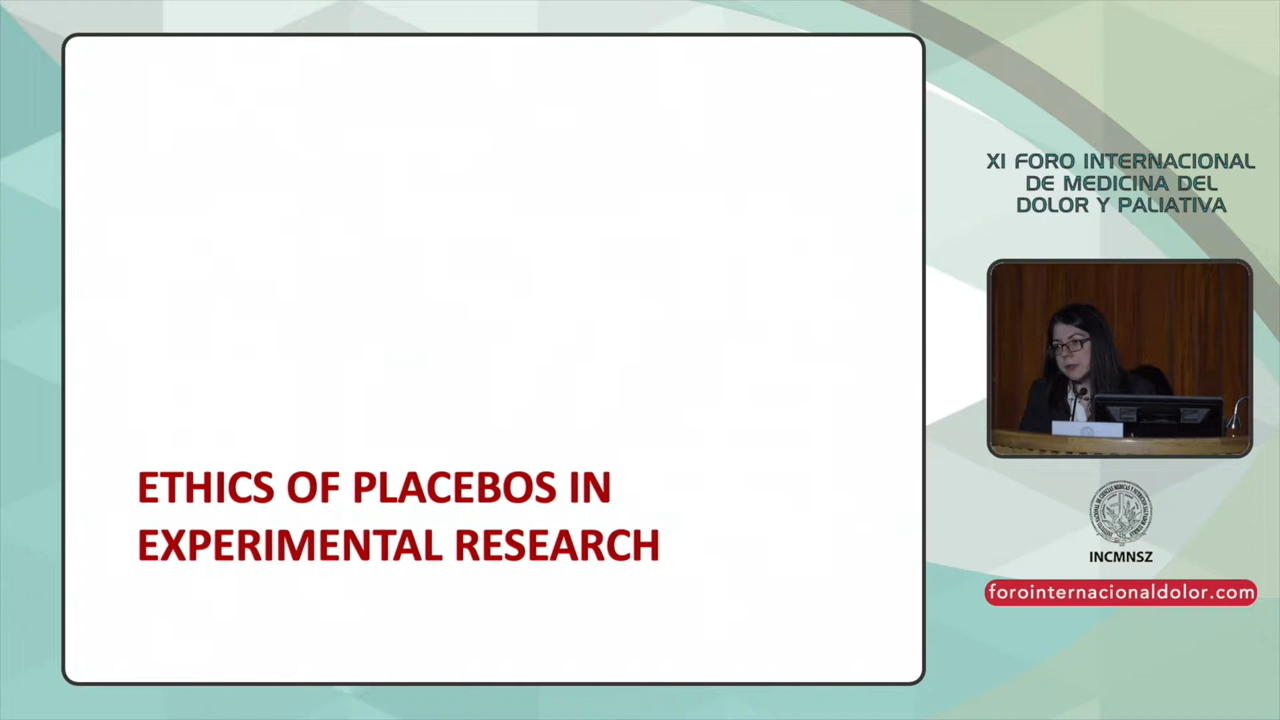 ETHICS OF PLACEBOS IN
EXPERIMENTAL RESEARCH
XI FORO INTERNACIONAL
DE MEDICINA DEL
DOLOR Y PALIATIVA
INCMNSZ
forointernacionaldolor.com